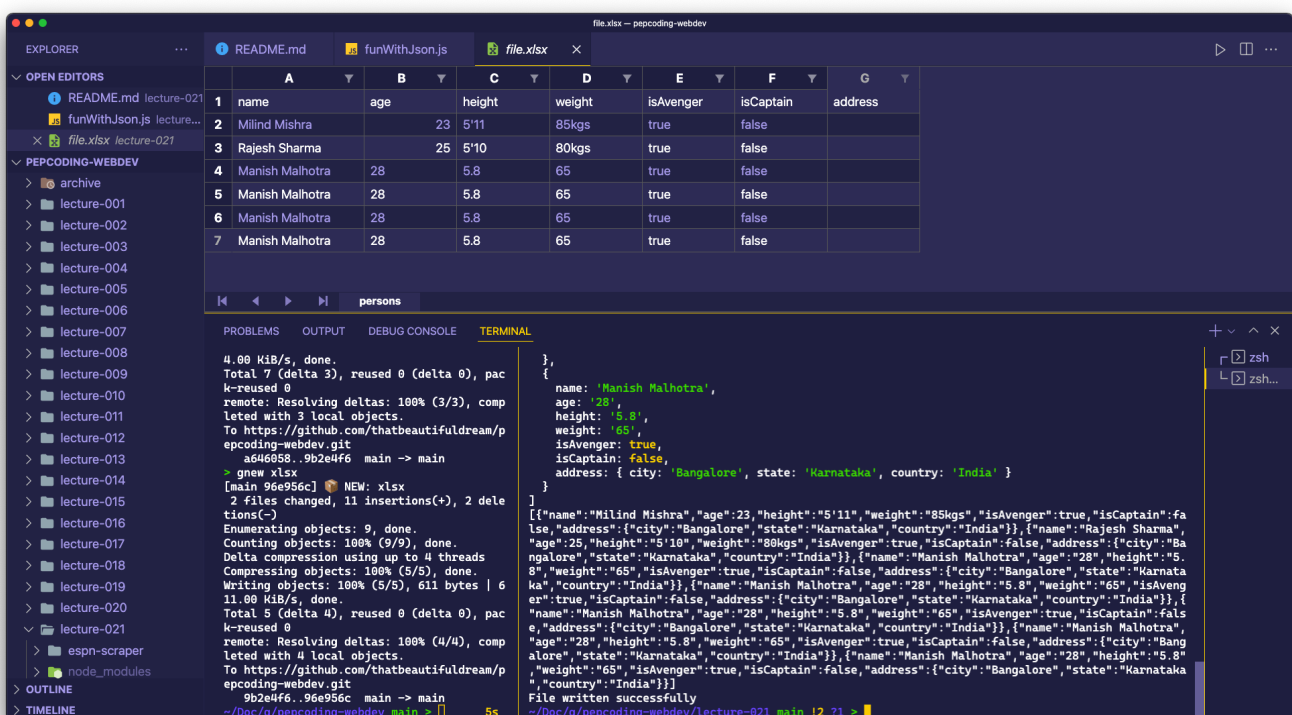 file.xlsx — pepcoding-webdev
EXPLORER ···
README.md
funWithJson.js
file.xlsx
OPEN EDITORS
README.md lecture-021
funWithJson.js lecture...
file.xlsx lecture-021
PEPCODING-WEBDEV
archive
lecture-001
lecture-002
lecture-003
lecture-004
lecture-005
lecture-006
lecture-007
lecture-008
lecture-009
lecture-010
lecture-011
lecture-012
lecture-013
lecture-014
lecture-015
lecture-016
lecture-017
lecture-018
lecture-019
lecture-020
lecture-021
espn-scraper
node_modules
OUTLINE
TIMELINE
A B C D E F G
1 name age height weight isAvenger isCaptain address
2 Milind Mishra 23 5'11 85kgs true false
3 Rajesh Sharma 25 5'10 80kgs true false
4 Manish Malhotra 28 5.8 65 true false
5 Manish Malhotra 28 5.8 65 true false
6 Manish Malhotra 28 5.8 65 true false
7 Manish Malhotra 28 5.8 65 true false
persons
PROBLEMS OUTPUT DEBUG CONSOLE TERMINAL
4.00 KiB/s, done.
Total 7 (delta 3), reused 0 (delta 0), pac
k-reused 0
remote: Resolving deltas: 100% (3/3), comp
leted with 3 local objects.
To https://github.com/thatbeautifuldream/p
epcoding-webdev.git
a646058..9b2e4f6 main -> main
> gnew xlsx
[main 96e956c] 📦 NEW: xlsx
2 files changed, 11 insertions(+), 2 dele
tions(-)
Enumerating objects: 9, done.
Counting objects: 100% (9/9), done.
Delta compression using up to 4 threads
Compressing objects: 100% (5/5), done.
Writing objects: 100% (5/5), 611 bytes | 6
11.00 KiB/s, done.
Total 5 (delta 4), reused 0 (delta 0), pac
k-reused 0
remote: Resolving deltas: 100% (4/4), comp
leted with 4 local objects.
To https://github.com/thatbeautifuldream/p
epcoding-webdev.git
9b2e4f6..96e956c main -> main
~/Doc/g/pepcoding-webdev main > 5s
},
{
name: 'Manish Malhotra',
age: '28',
height: '5.8',
weight: '65',
isAvenger: true,
isCaptain: false,
address: { city: 'Bangalore', state: 'Karnataka', country: 'India' }
}
]
[{"name":"Milind Mishra","age":23,"height":"5'11","weight":"85kgs","isAvenger":true,"isCaptain":fa
lse,"address":{"city":"Bangalore","state":"Karnataka","country":"India"}},{"name":"Rajesh Sharma",
"age":25,"height":"5'10","weight":"80kgs","isAvenger":true,"isCaptain":false,"address":{"city":"Ba
ngalore","state":"Karnataka","country":"India"}},{"name":"Manish Malhotra","age":"28","height":"5.
8","weight":"65","isAvenger":true,"isCaptain":false,"address":{"city":"Bangalore","state":"Karnata
ka","country":"India"}},{"name":"Manish Malhotra","age":"28","height":"5.8","weight":"65","isAveng
er":true,"isCaptain":false,"address":{"city":"Bangalore","state":"Karnataka","country":"India"}},{
"name":"Manish Malhotra","age":"28","height":"5.8","weight":"65","isAvenger":true,"isCaptain":fals
e,"address":{"city":"Bangalore","state":"Karnataka","country":"India"}},{"name":"Manish Malhotra",
"age":"28","height":"5.8","weight":"65","isAvenger":true,"isCaptain":false,"address":{"city":"Bang
alore","state":"Karnataka","country":"India"}},{"name":"Manish Malhotra","age":"28","height":"5.8"
,"weight":"65","isAvenger":true,"isCaptain":false,"address":{"city":"Bangalore","state":"Karnataka
","country":"India"}}]
File written successfully
~/Doc/g/pepcoding-webdev/lecture-021 main !2 ?1 >
zsh
zsh...